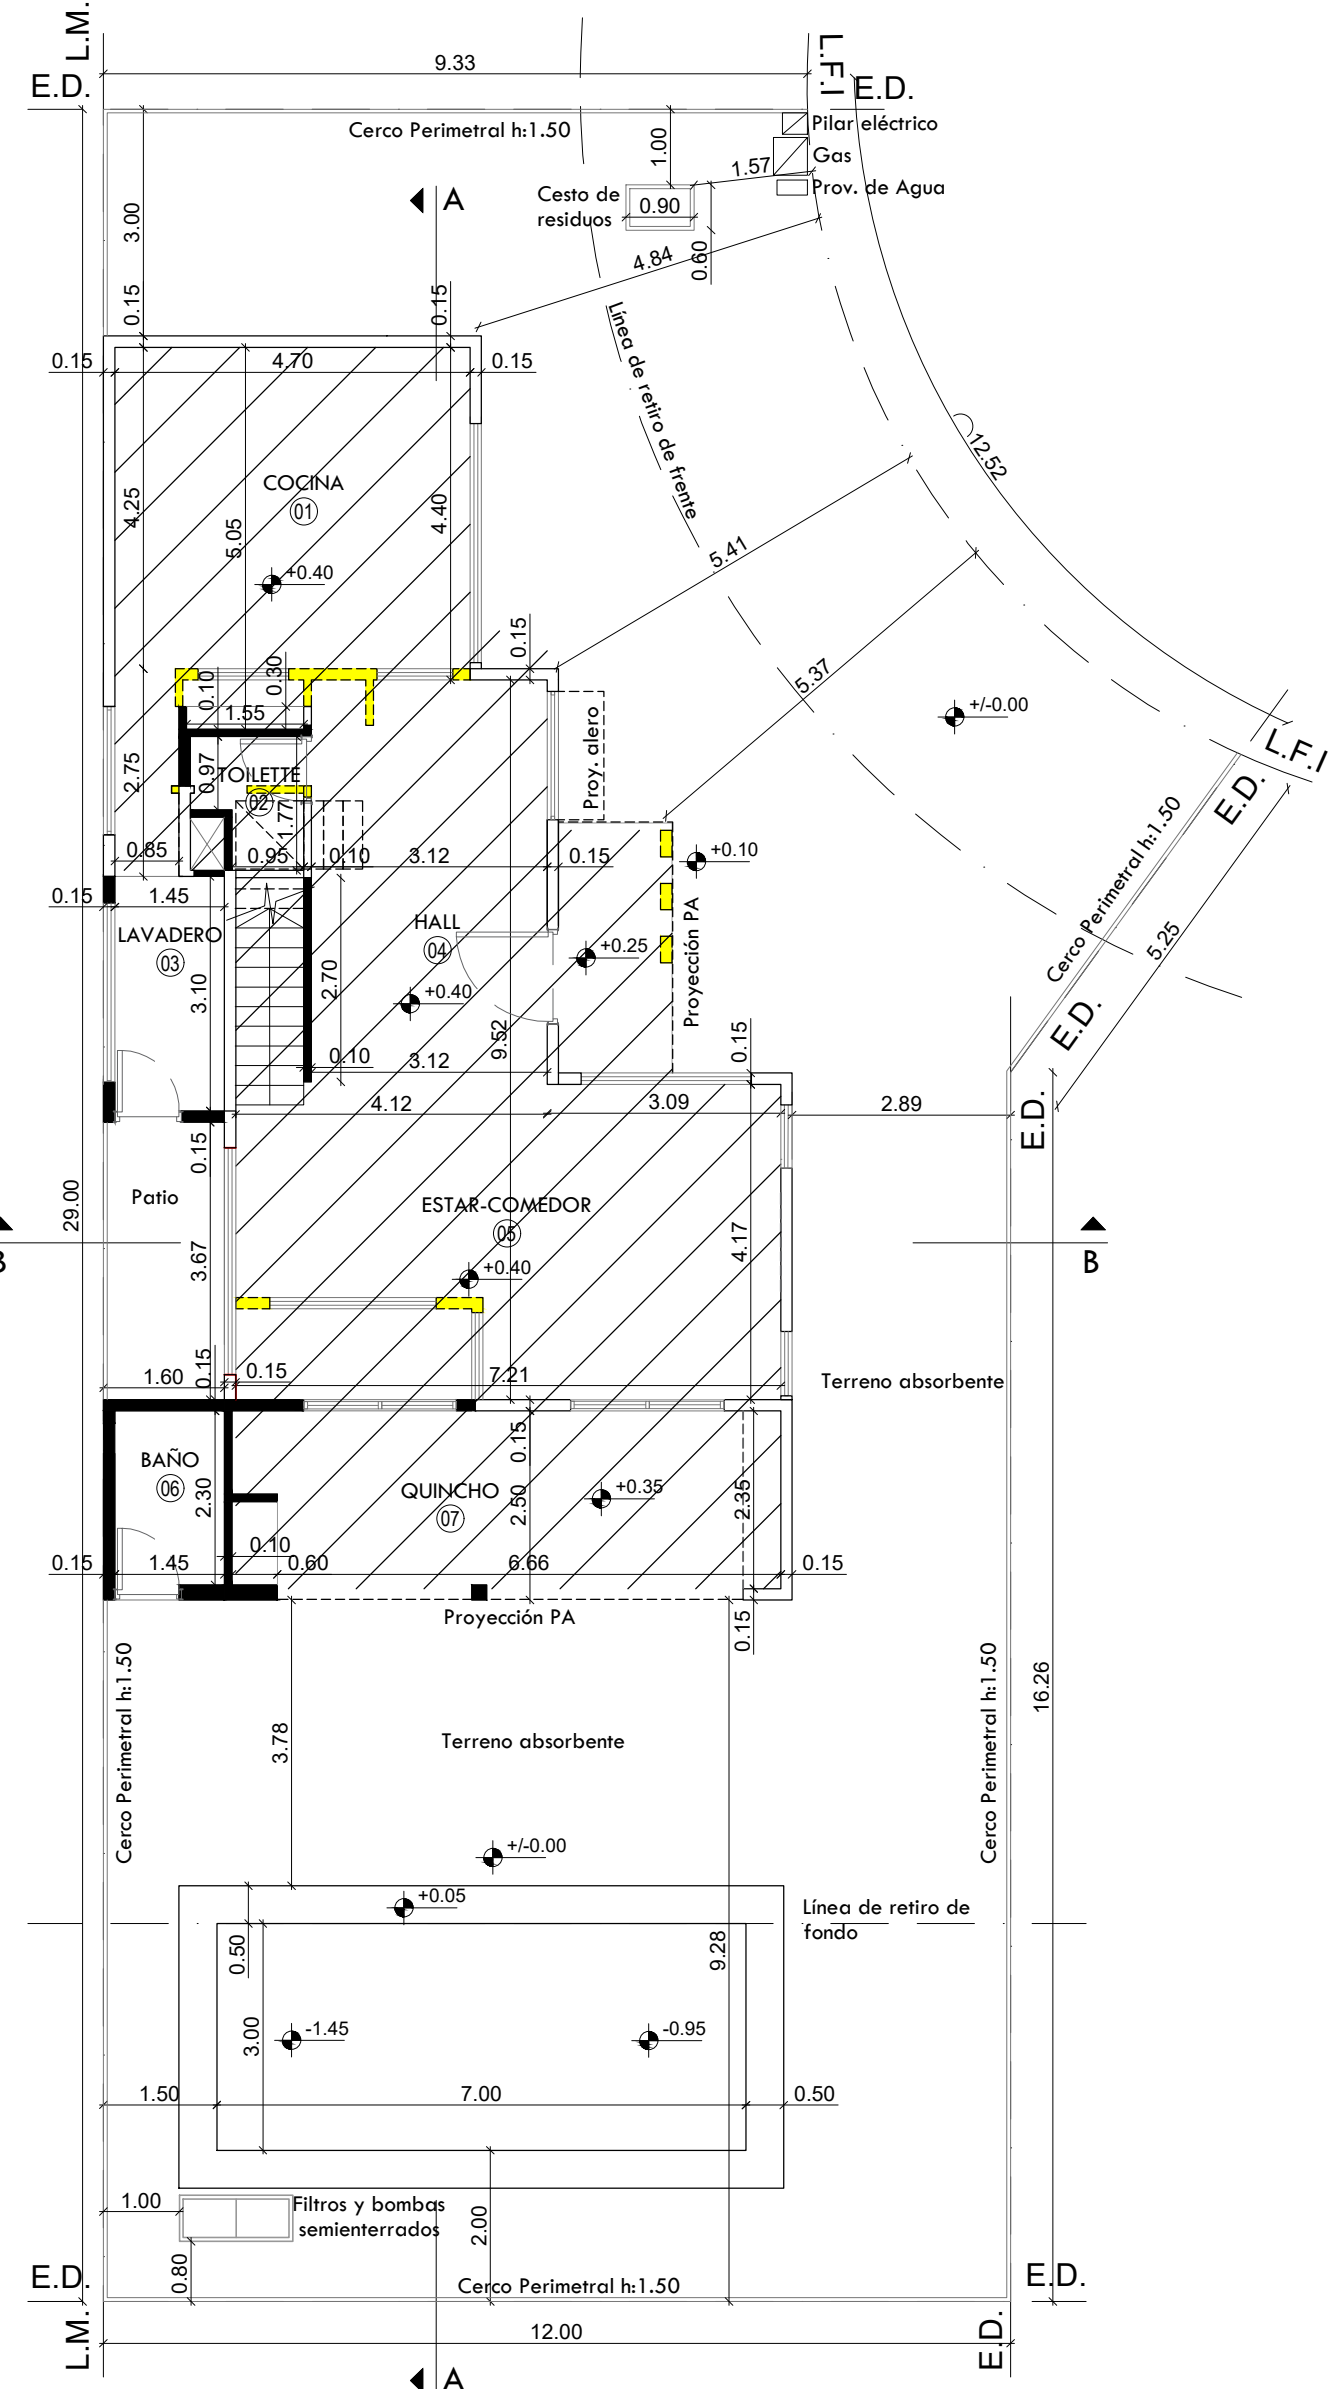 L.M.
9.33
L.F.I
E.D.
E.D.
Cerco Perimetral h:1.50
Pilar eléctrico
1.00
1.57
Gas
Prov. de Agua
A
Cesto de
residuos
0.90
3.00
4.84
0.60
0.15
0.15
Línea de retiro de frente
0.15
4.70
0.15
12.52
COCINA
01
4.25
5.05
4.40
5.41
+0.40
0.15
0.10
0.30
5.37
1.55
+/-0.00
Proy. alero
L.F.I
2.75
0.97
TOILETTE
02
1.77
E.D.
Cerco Perimetral h:1.50
0.85
0.95
0.10
3.12
0.15
+0.10
0.15
1.45
LAVADERO
03
HALL
04
+0.25
Proyección PA
5.25
3.10
2.70
+0.40
E.D.
9.52
0.10
3.12
0.15
4.12
3.09
2.89
E.D.
0.15
29.00
Patio
ESTAR-COMEDOR
05
B
B
3.67
4.17
+0.40
0.15
1.60
0.15
7.21
Terreno absorbente
BAÑO
06
2.30
0.15
QUINCHO
07
2.50
+0.35
2.35
0.10
0.15
1.45
0.60
6.66
0.15
Proyección PA
0.15
Cerco Perimetral h:1.50
3.78
Cerco Perimetral h:1.50
16.26
Terreno absorbente
+/-0.00
+0.05
Línea de retiro de
fondo
0.50
9.28
3.00
-1.45
-0.95
1.50
7.00
0.50
1.00
Filtros y bombas
semienterrados
2.00
0.80
E.D.
Cerco Perimetral h:1.50
E.D.
L.M.
12.00
E.D.
A